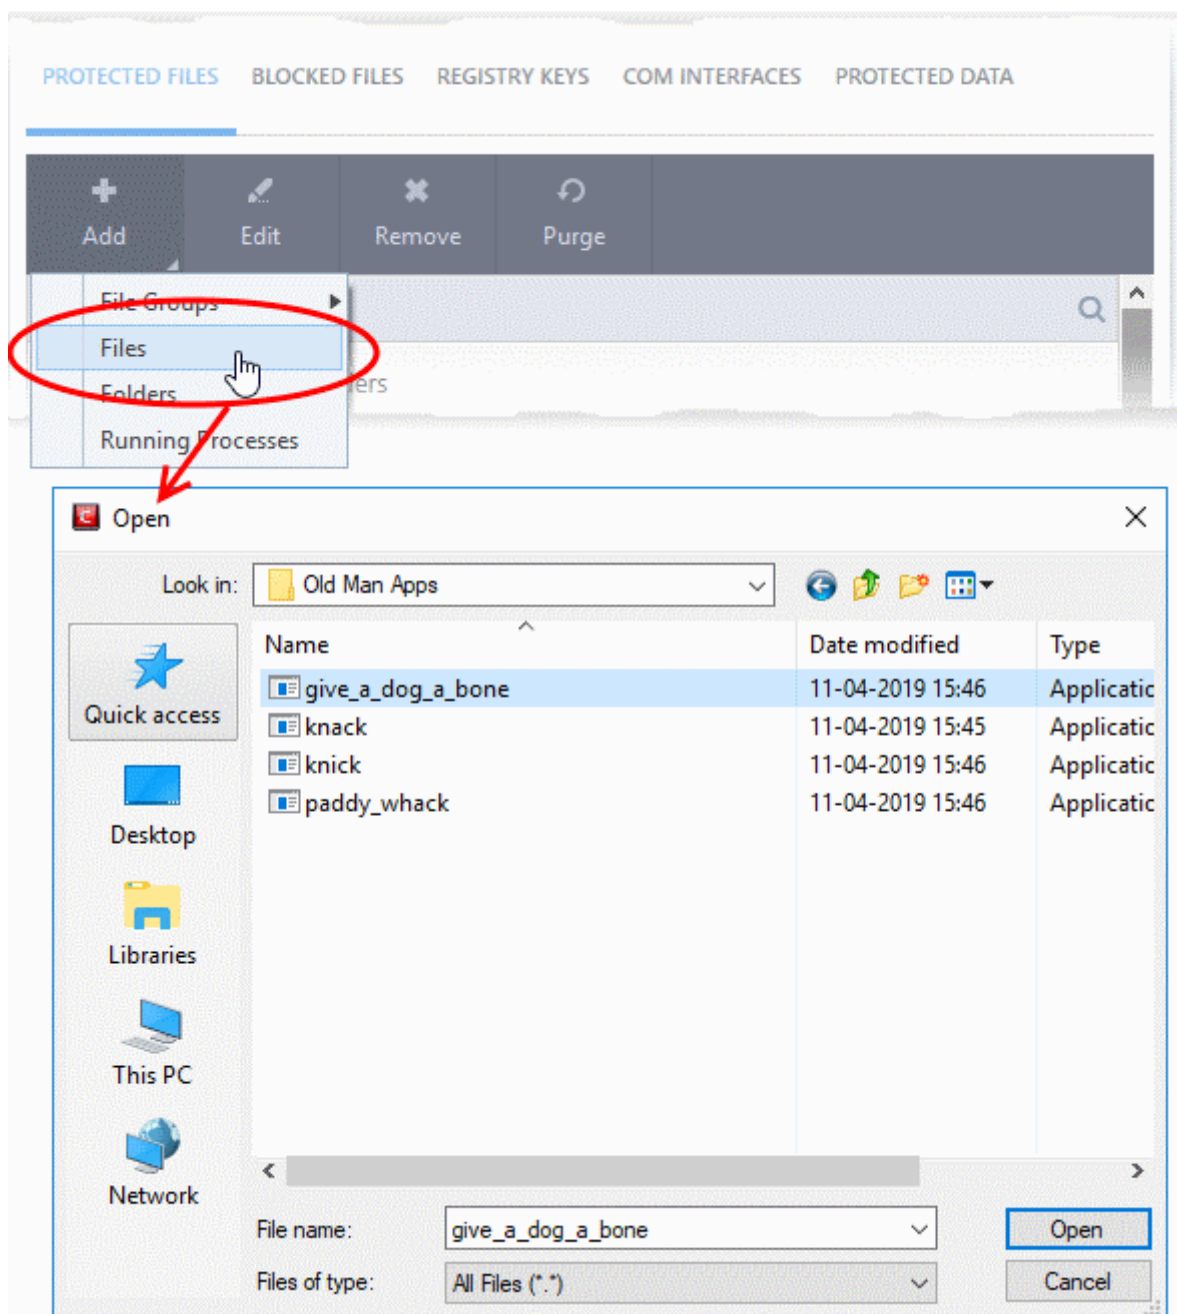 PROTECTED FILES BLOCKED FILES REGISTRY KEYS COM INTERFACES PROTECTED DATA
Add Edit Remove Purge
File Groups
Files
Folders
ers
Running Processes
Open
Look in: Old Man Apps
Name Date modified Type
Quick access
give_a_dog_a_bone 11-04-2019 15:46 Applicatic
knack 11-04-2019 15:45 Applicatic
knick 11-04-2019 15:46 Applicatic
paddy_whack 11-04-2019 15:46 Applicatic
Desktop
Libraries
This PC
Network
File name: give_a_dog_a_bone Open
Files of type: All Files (*.*) Cancel